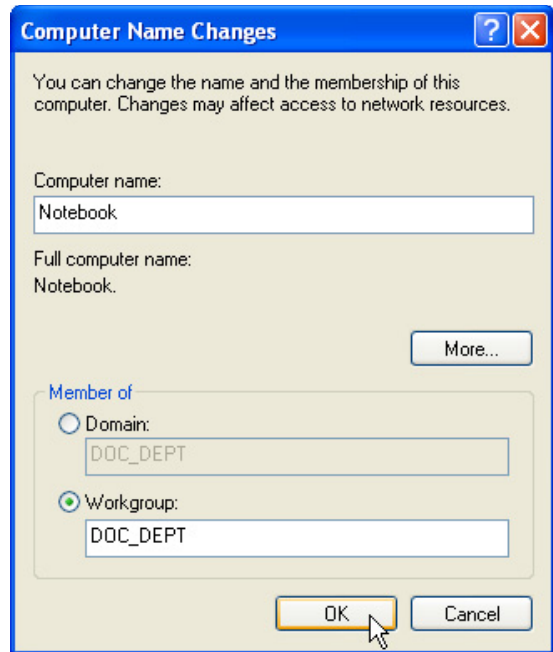 Computer Name Changes
You can change the name and the membership of this
computer. Changes may affect access to network resources.
Computer name:
Notebook
Full computer name:
Notebook.
More...
Member of
Domain:
DOC_DEPT
Workgroup:
DOC_DEPT
OK
Cancel